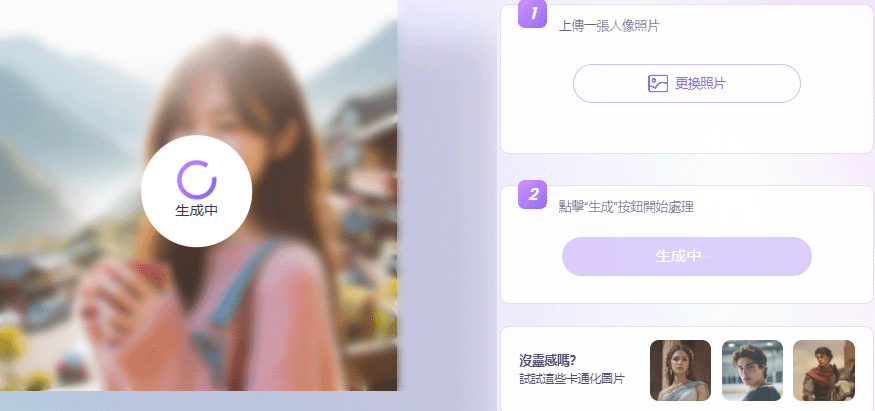 生成中
1
上傳一張人像照片
更換照片
2
點擊“生成”按鈕開始處理
生成中
沒靈感嗎?
試試這些卡通化圖片